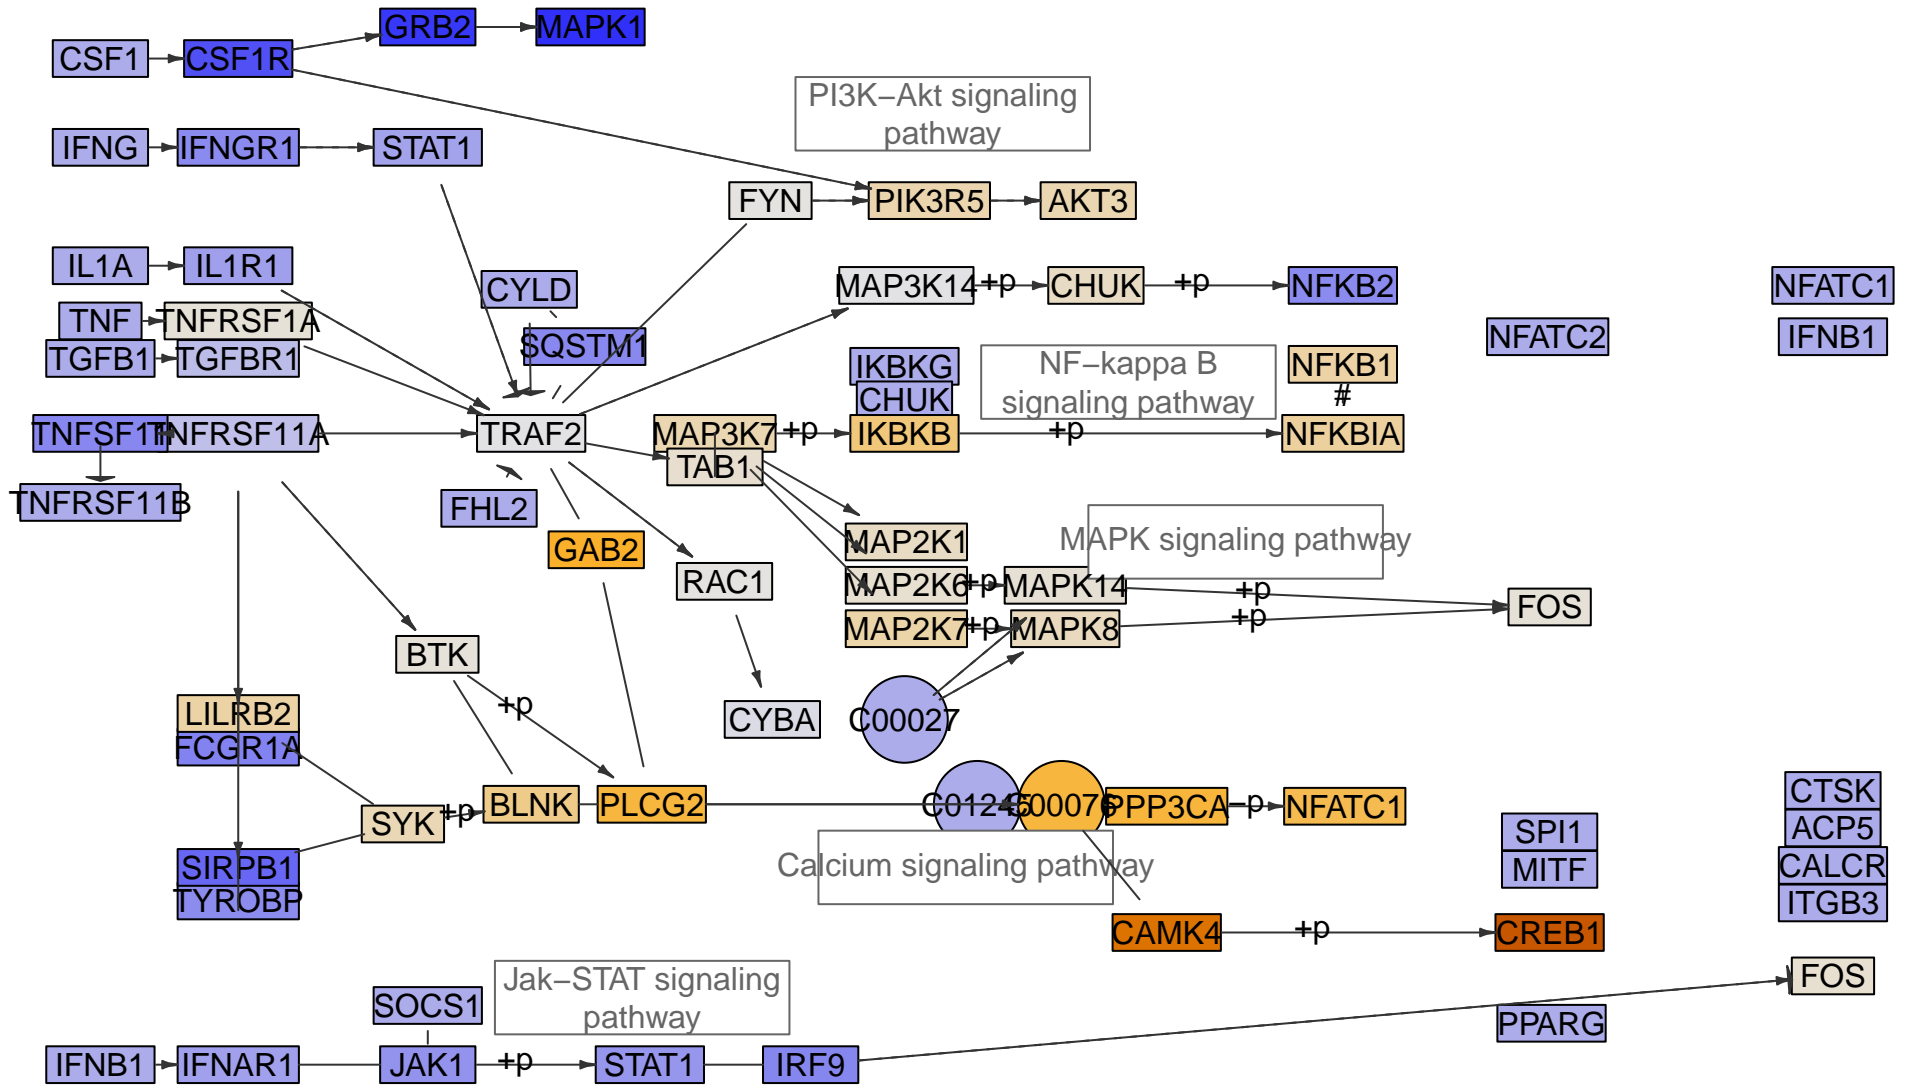 GRB2
MAPK1
CSF1
CSF1R
PI3K–Akt signaling
pathway
IFNG
IFNGR1
STAT1
FYN
PIK3R5
AKT3
IL1A
IL1R1
CYLD
MAP3K14
+p
CHUK
+p
NFKB2
NFATC1
TNF
TNFRSF1A
SQSTM1
NFATC2
IFNB1
TGFB1
TGFBR1
IKBKG
NF–kappa B
signaling pathway
NFKB1
#
CHUK
TNFRSF11A
TRAF2
MAP3K7
+p
IKBKB
+p
NFKBIA
TAB1
TNFRSF11B
FHL2
GAB2
MAP2K1
MAPK signaling pathway
RAC1
MAP2K6
+p
MAPK14
+p
FOS
MAP2K7
+p
MAPK8
+p
BTK
+p
LILRB2
CYBA
C00027
FCGR1A
SYK
+p
BLNK
PLCG2
C01245
C00076
PPP3CA
–p
NFATC1
CTSK
SPI1
ACP5
Calcium signaling pathway
SIRPB1
MITF
CALCR
TYROBP
ITGB3
CAMK4
+p
CREB1
Jak–STAT signaling
pathway
FOS
SOCS1
PPARG
IFNB1
IFNAR1
JAK1
+p
STAT1
IRF9